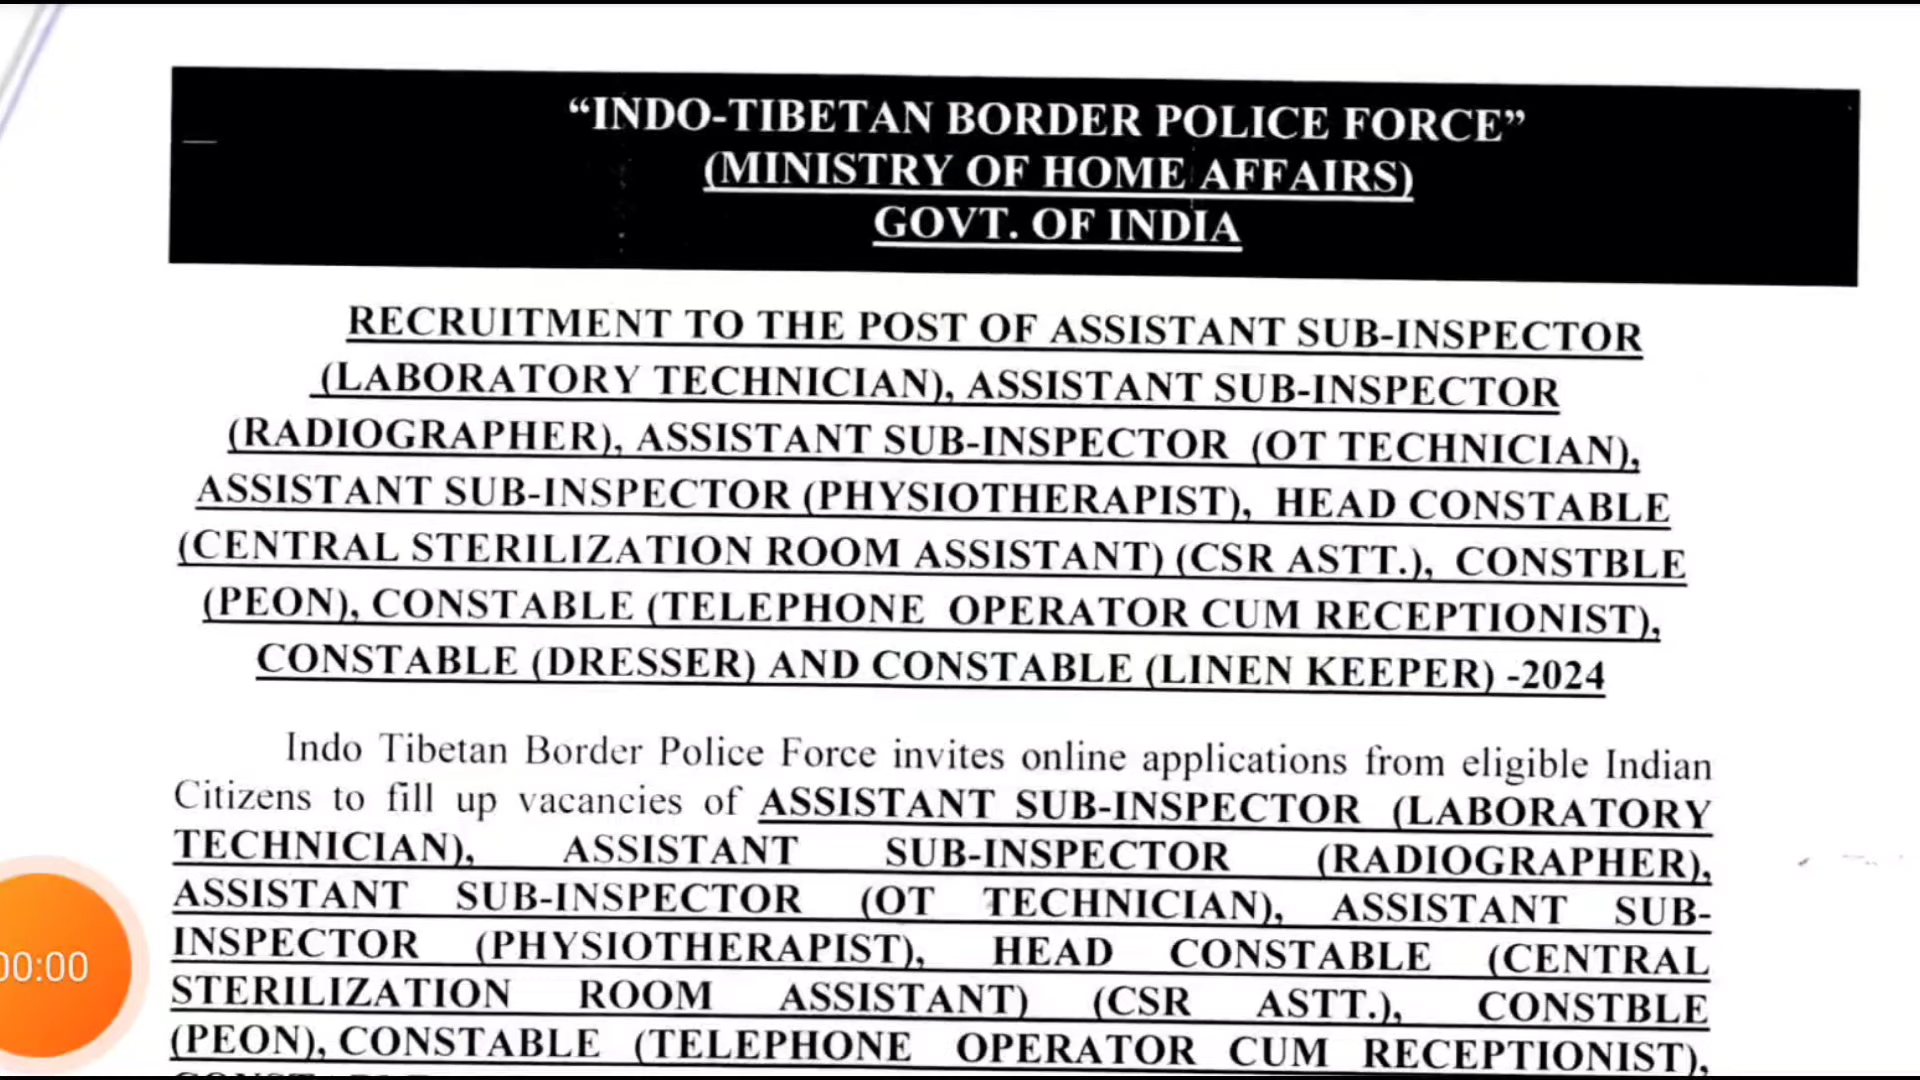 “INDO-TIBETAN BORDER POLICE FORCE”
(MINISTRY OF HOME AFFAIRS)
GOVT. OF INDIA
RECRUITMENT TO THE POST OF ASSISTANT SUB-INSPECTOR
(LABORATORY TECHNICIAN), ASSISTANT SUB-INSPECTOR
(RADIOGRAPHER), ASSISTANT SUB-INSPECTOR (OT TECHNICIAN),
ASSISTANT SUB-INSPECTOR (PHYSIOTHERAPIST), HEAD CONSTABLE
(CENTRAL STERILIZATION ROOM ASSISTANT) (CSR ASTT.), CONSTBLE
(PEON), CONSTABLE (TELEPHONE OPERATOR CUM RECEPTIONIST),
CONSTABLE (DRESSER) AND CONSTABLE (LINEN KEEPER) -2024
Indo Tibetan Border Police Force invites online applications from eligible Indian
Citizens to fill up vacancies of ASSISTANT SUB-INSPECTOR (LABORATORY
TECHNICIAN), ASSISTANT SUB-INSPECTOR (RADIOGRAPHER),
ASSISTANT SUB-INSPECTOR (OT TECHNICIAN), ASSISTANT SUB-
INSPECTOR (PHYSIOTHERAPIST), HEAD CONSTABLE (CENTRAL
STERILIZATION ROOM ASSISTANT) (CSR ASTT.), CONSTBLE
(PEON), CONSTABLE (TELEPHONE OPERATOR CUM RECEPTIONIST),
00:00